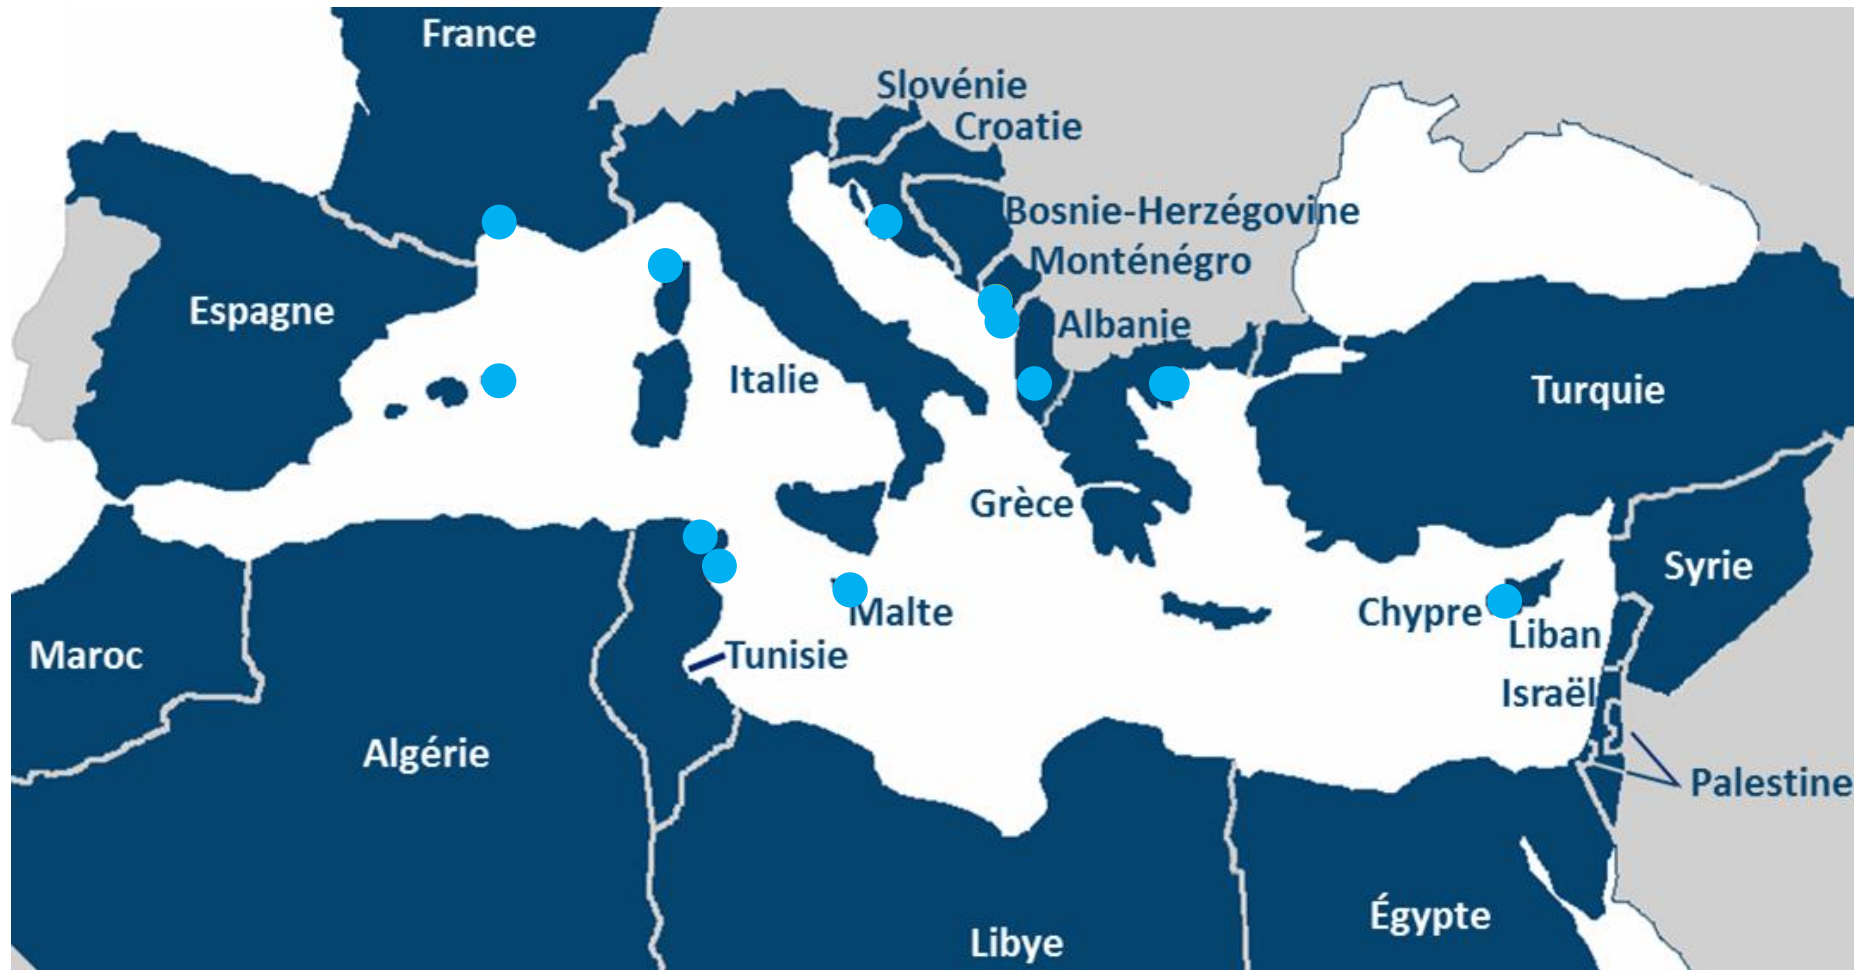 France
Slovénie
Croatie
Bosnie-Herzégovine
Monténégro
Espagne
Albanie
Italie
Turquie
Grèce
Syrie
Chypre
Malte
Liban
Maroc
Tunisie
Israël
Algérie
Palestine
Égypte
Libye